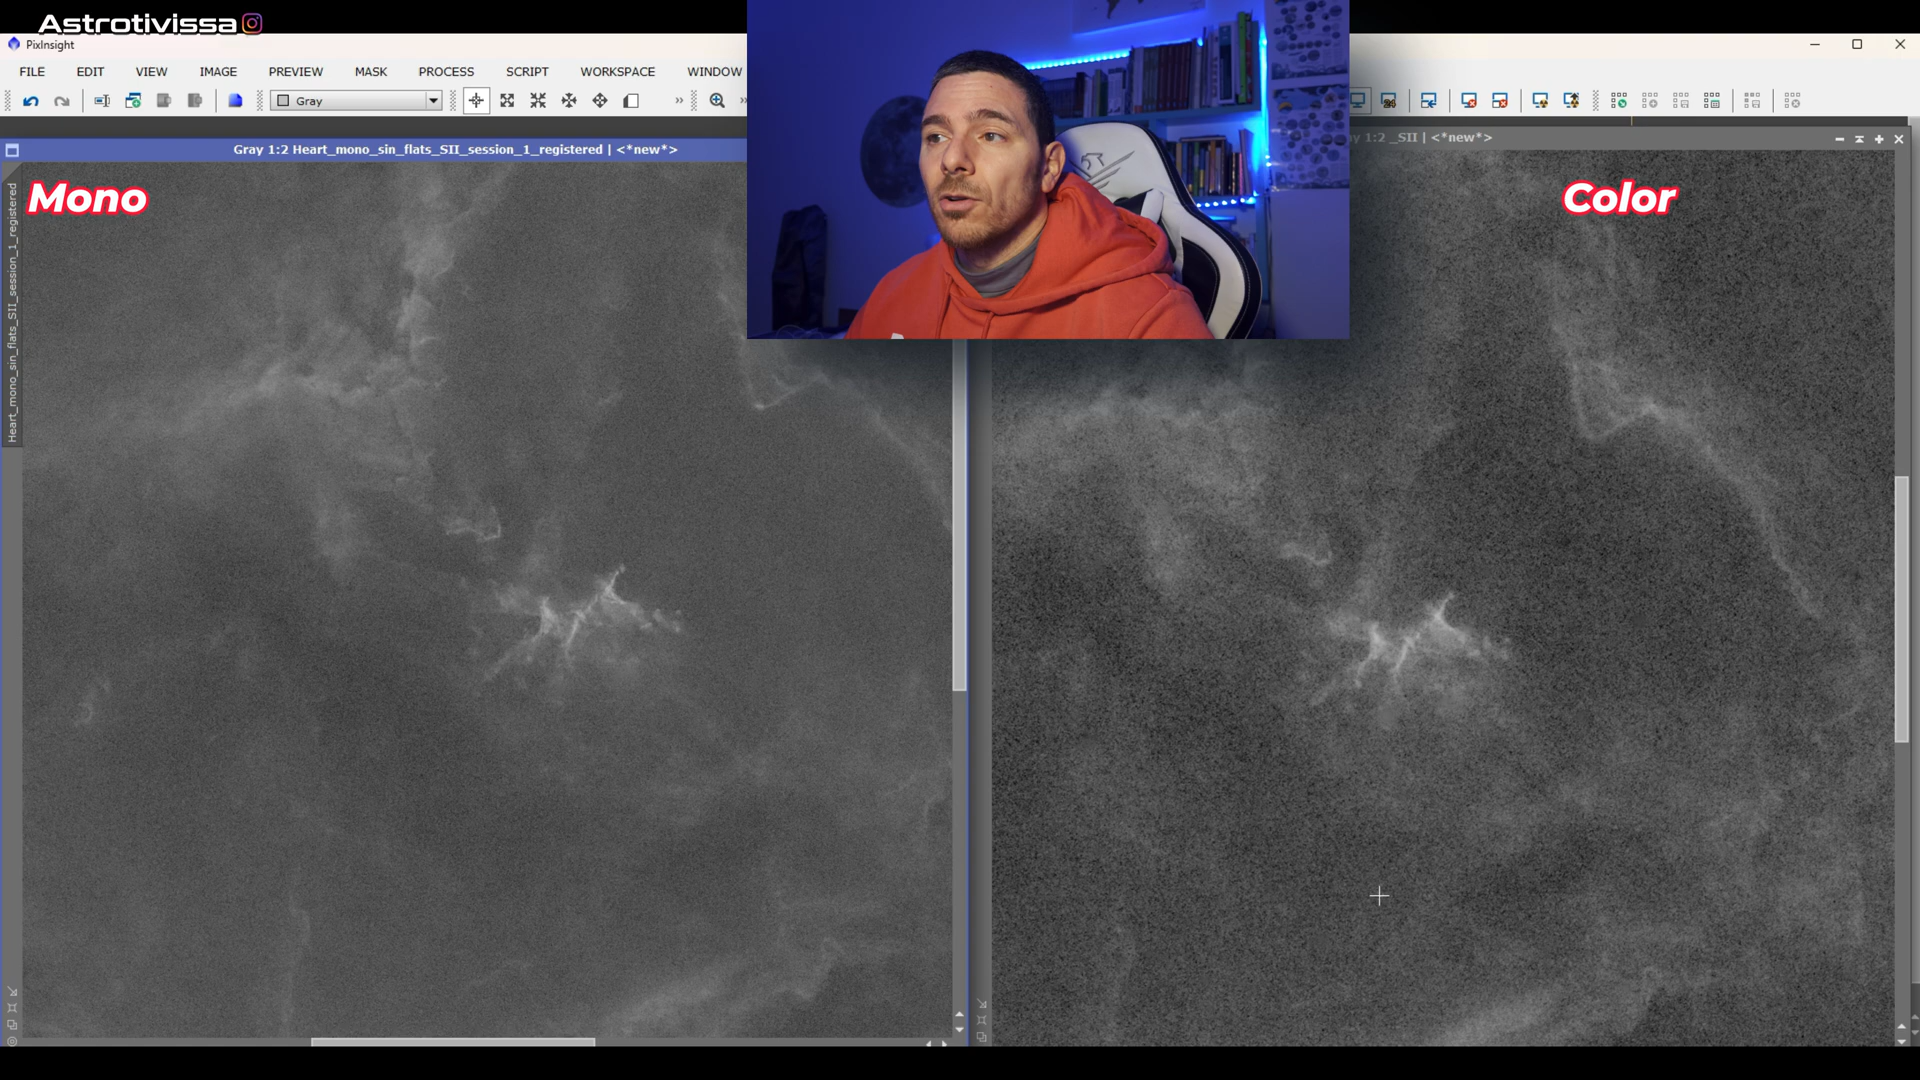 Astrotivissa
PixInsight
FILE EDIT VIEW IMAGE PREVIEW MASK PROCESS SCRIPT WORKSPACE WINDOW
Gray
Gray 1:2 Heart_mono_sin_flats_SII_session_1_registered | <*new*>
1:2 _SII | <*new*>
Heart_mono_sin_flats_SII_session_1_registered
Mono
Color